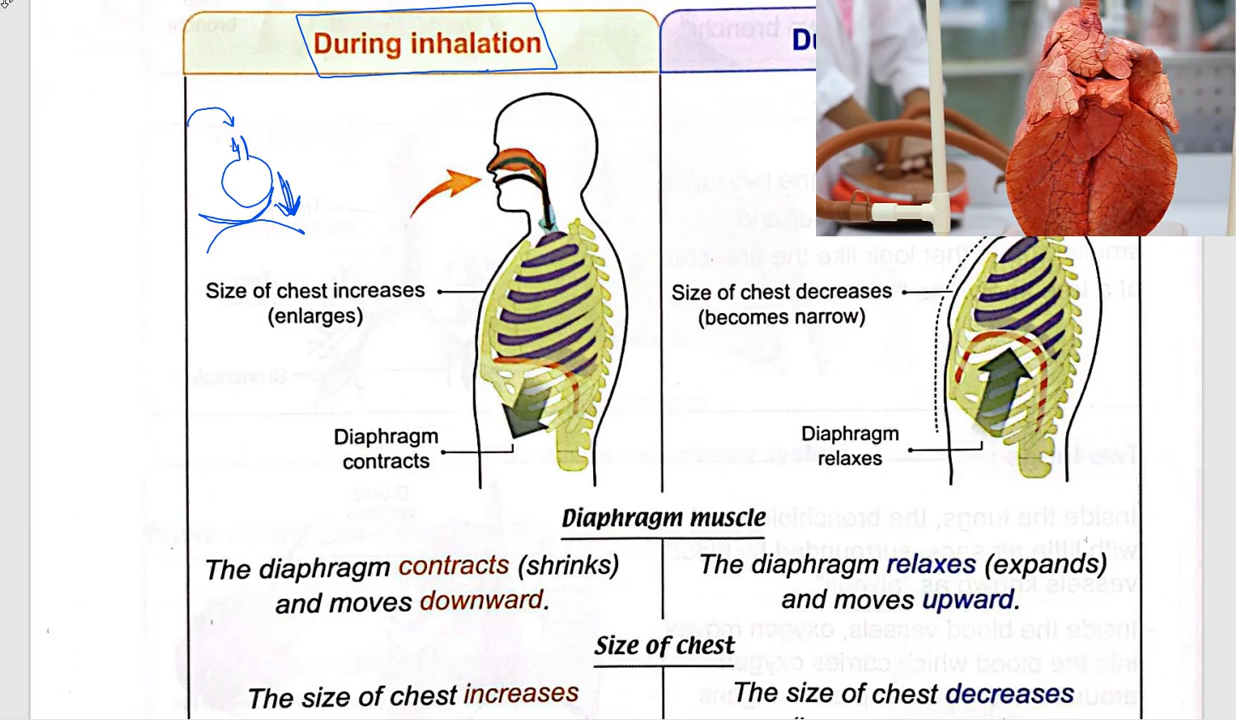 During inhalation
Size of chest increases
(enlarges)
Size of chest decreases
(becomes narrow)
Diaphragm
contracts
Diaphragm
relaxes
Diaphragm muscle
The diaphragm contracts (shrinks)
and moves downward.
The diaphragm relaxes (expands)
and moves upward.
Size of chest
The size of chest increases
The size of chest decreases